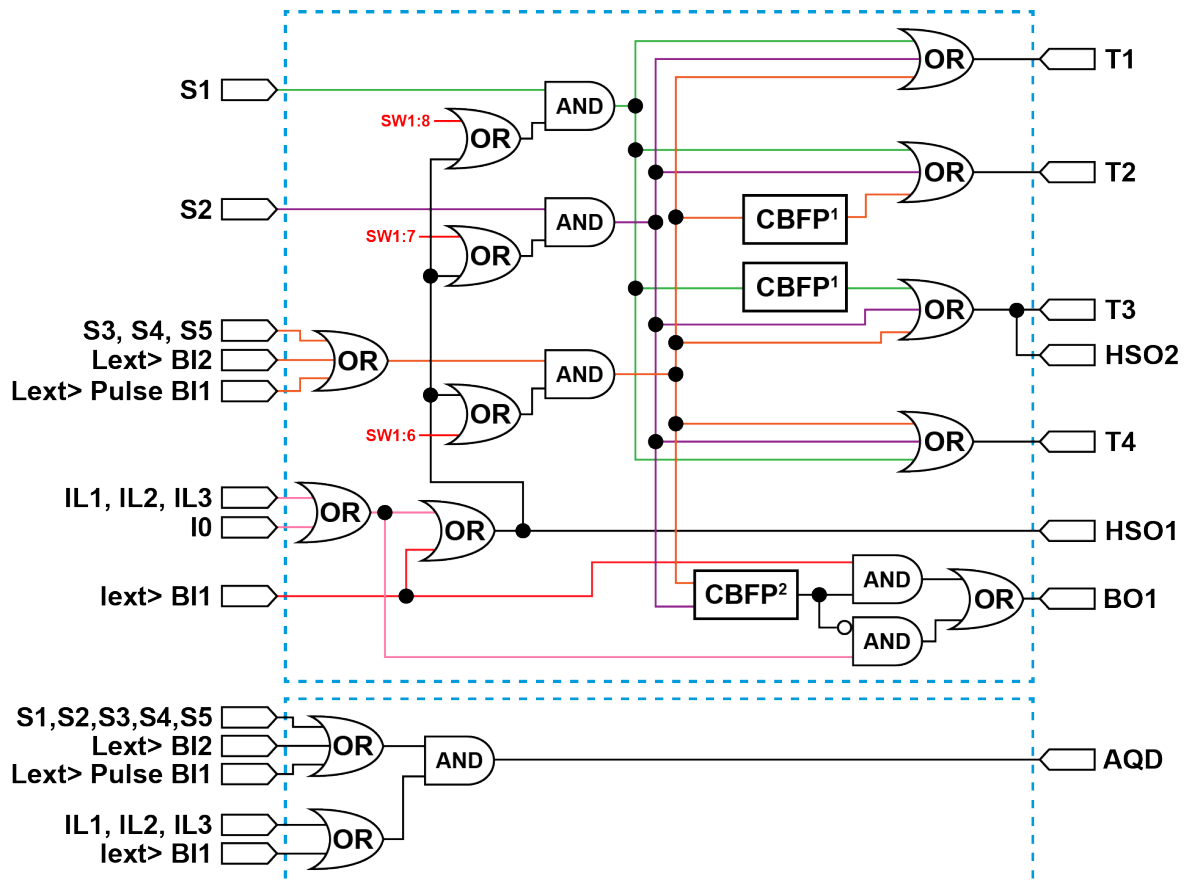 OR T1
S1 AND
SW1:8 OR
OR T2
S2 AND CBFP¹
SW1:7 OR
CBFP¹
S3, S4, S5 OR T3
Lext> BI2 OR HSO2
Lext> Pulse BI1 AND
OR
SW1:6 OR T4
IL1, IL2, IL3 OR
I0 OR HSO1
Iext> BI1 CBFP² AND OR BO1
AND
S1,S2,S3,S4,S5
Lext> BI2 OR
Lext> Pulse BI1 AND AQD
IL1, IL2, IL3 OR
Iext> BI1